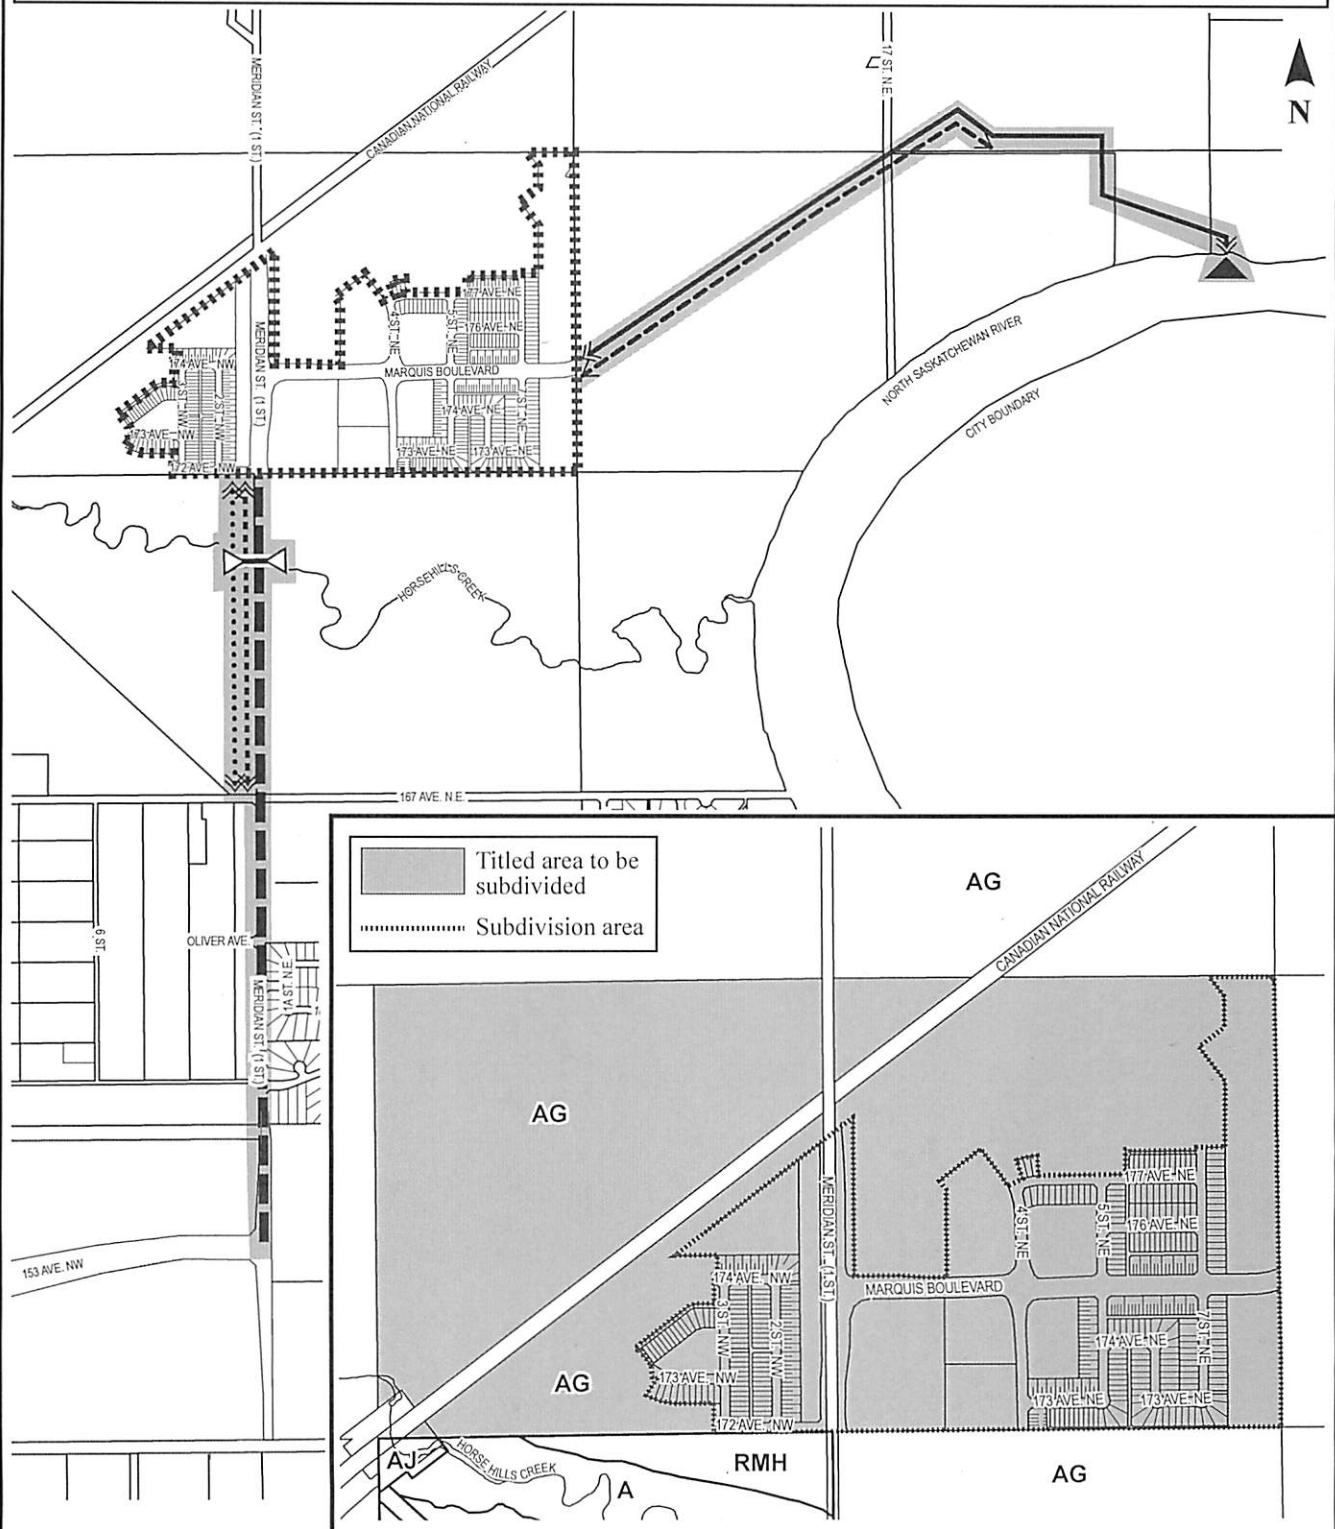 MERIDIAN ST. (1 ST.)
CANADIAN NATIONAL RAILWAY
17 ST. N.E.
N
177 AVE. NE
4 ST. NE
5 ST. NE
176 AVE. NE
MERIDIAN ST. (1 ST.)
174 AVE. NW
MARQUIS BOULEVARD
3 ST. NW
2 ST. NW
174 AVE. NE
7 ST. NE
173 AVE. NW
173 AVE. NE
173 AVE. NE
172 AVE. NW
NORTH SASKATCHEWAN RIVER
CITY BOUNDARY
HORSEHILLS CREEK
167 AVE. N.E.
6 ST.
OLIVER AVE.
1A ST. N.E.
MERIDIAN ST. (1 ST.)
153 AVE. NW
Titled area to be
subdivided
Subdivision area
AG
CANADIAN NATIONAL RAILWAY
AG
177 AVE. NE
4 ST. NE
5 ST. NE
176 AVE. NE
MERIDIAN ST. (1 ST.)
174 AVE. NW
MARQUIS BOULEVARD
3 ST. NW
2 ST. NW
174 AVE. NE
7 ST. NE
AG
173 AVE. NW
173 AVE. NE
173 AVE. NE
172 AVE. NW
AJ
HORSE HILLS CREEK
A
RMH
AG